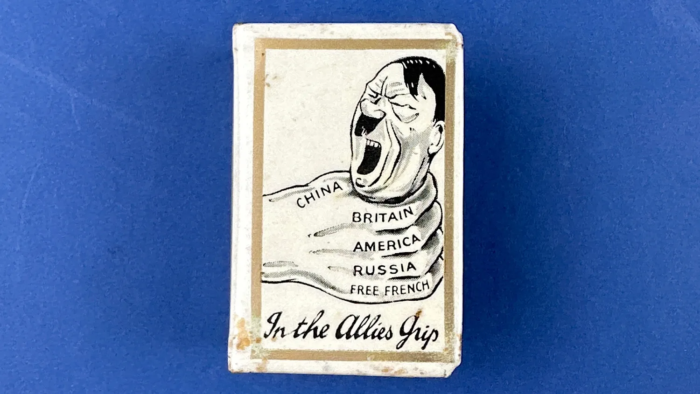 CHINA
BRITAIN
AMERICA
RUSSIA
FREE FRENCH
In the Allies Grip